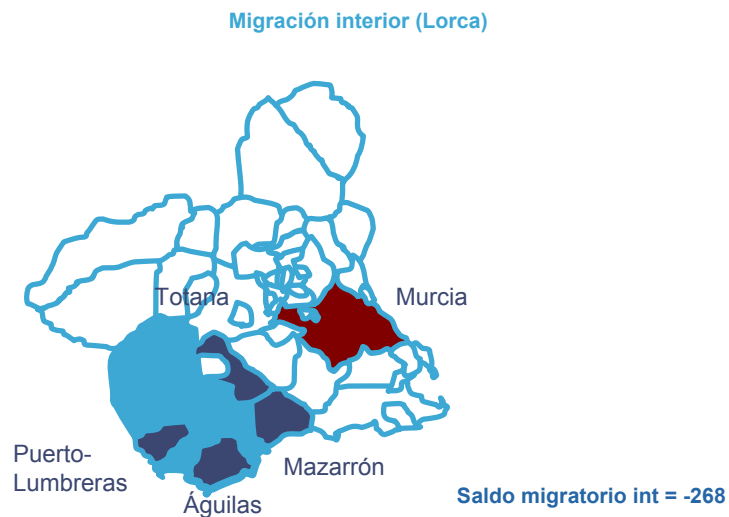 Migración interior (Lorca)
Totana
Murcia
Puerto-
Lumbreras
Mazarrón
Águilas
Saldo migratorio int = -268